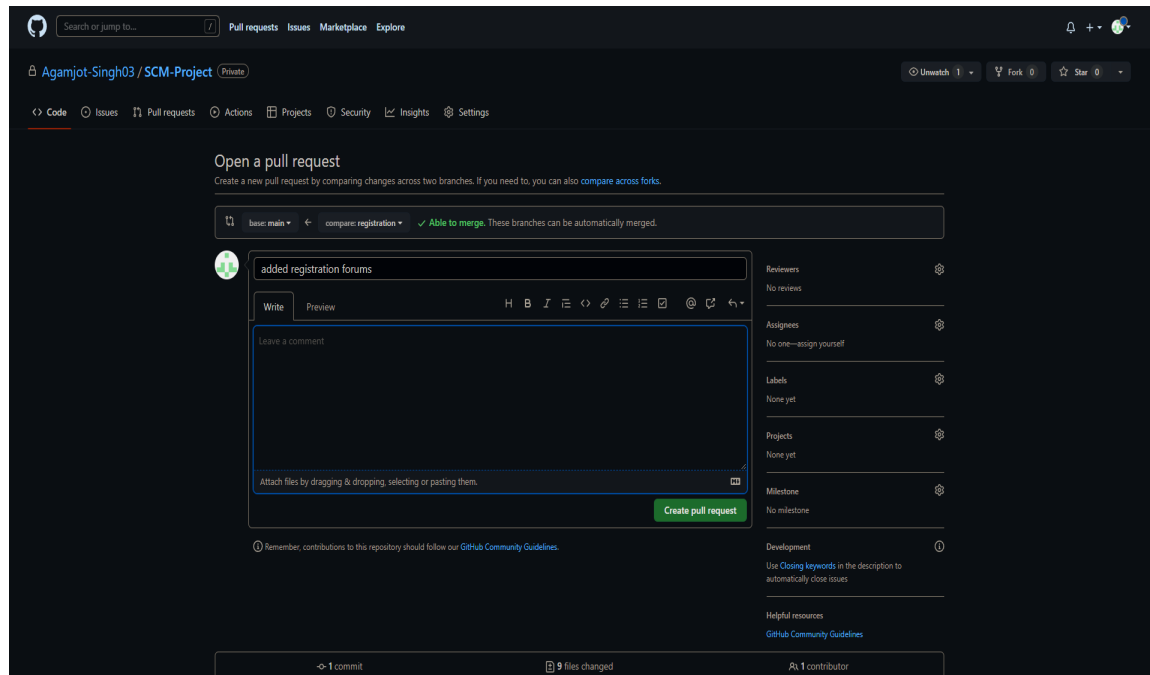 Search or jump to... /
Pull requests Issues Marketplace Explore
Agamjot-Singh03 / SCM-Project Private
Unwatch 1 Fork 0 Star 0
Code Issues Pull requests Actions Projects Security Insights Settings
Open a pull request
Create a new pull request by comparing changes across two branches. If you need to, you can also compare across forks.
base: main ← compare: registration ✓ Able to merge. These branches can be automatically merged.
added registration forums
Write Preview
Leave a comment
Attach files by dragging & dropping, selecting or pasting them.
Create pull request
Remember, contributions to this repository should follow our GitHub Community Guidelines.
Reviewers
No reviews
Assignees
No one—assign yourself
Labels
None yet
Projects
None yet
Milestone
No milestone
Development
Use Closing keywords in the description to
automatically close issues
Helpful resources
GitHub Community Guidelines
1 commit 9 files changed 1 contributor